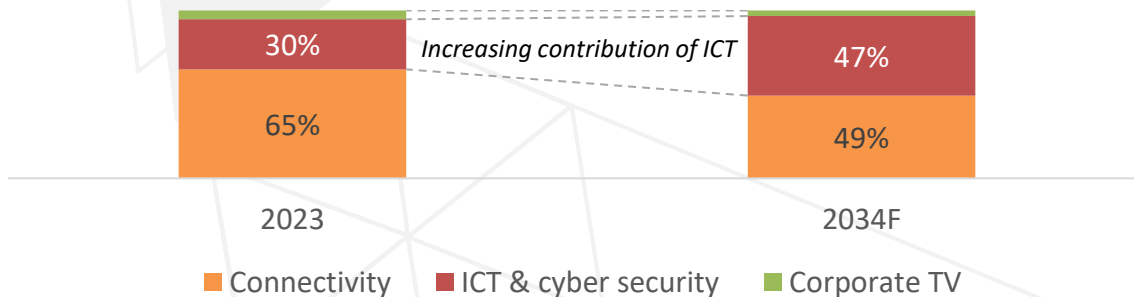 30%
Increasing contribution of ICT
47%
65%
49%
2023
2034F
Connectivity
ICT & cyber security
Corporate TV